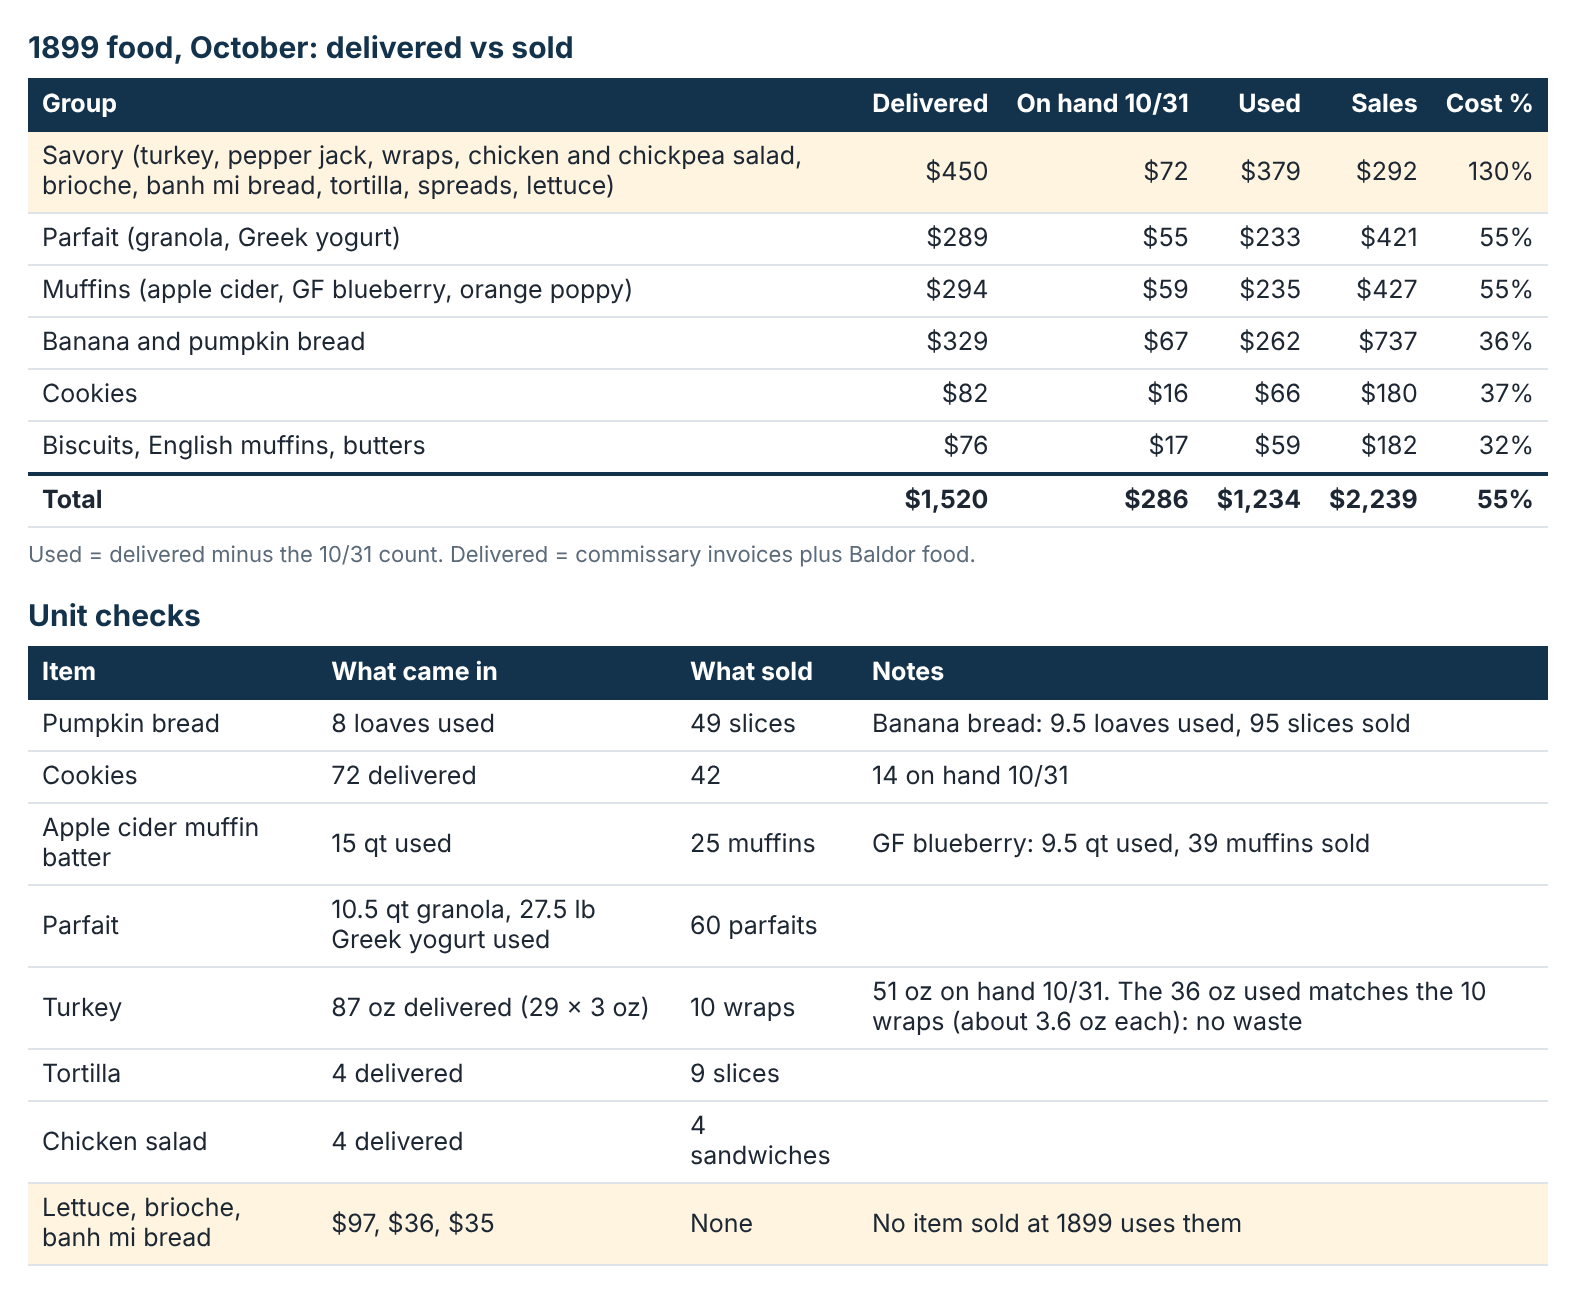 1899 food, October: delivered vs sold
Group Delivered On hand 10/31 Used Sales Cost %
Savory (turkey, pepper jack, wraps, chicken and chickpea salad,
brioche, banh mi bread, tortilla, spreads, lettuce) $450 $72 $379 $292 130%
Parfait (granola, Greek yogurt) $289 $55 $233 $421 55%
Muffins (apple cider, GF blueberry, orange poppy) $294 $59 $235 $427 55%
Banana and pumpkin bread $329 $67 $262 $737 36%
Cookies $82 $16 $66 $180 37%
Biscuits, English muffins, butters $76 $17 $59 $182 32%
Total $1,520 $286 $1,234 $2,239 55%
Used = delivered minus the 10/31 count. Delivered = commissary invoices plus Baldor food.
Unit checks
Item What came in What sold Notes
Pumpkin bread 8 loaves used 49 slices Banana bread: 9.5 loaves used, 95 slices sold
Cookies 72 delivered 42 14 on hand 10/31
Apple cider muffin
batter 15 qt used 25 muffins GF blueberry: 9.5 qt used, 39 muffins sold
Parfait 10.5 qt granola, 27.5 lb
Greek yogurt used 60 parfaits
Turkey 87 oz delivered (29 × 3 oz) 10 wraps 51 oz on hand 10/31. The 36 oz used matches the 10
wraps (about 3.6 oz each): no waste
Tortilla 4 delivered 9 slices
Chicken salad 4 delivered 4
sandwiches
Lettuce, brioche,
banh mi bread $97, $36, $35 None No item sold at 1899 uses them